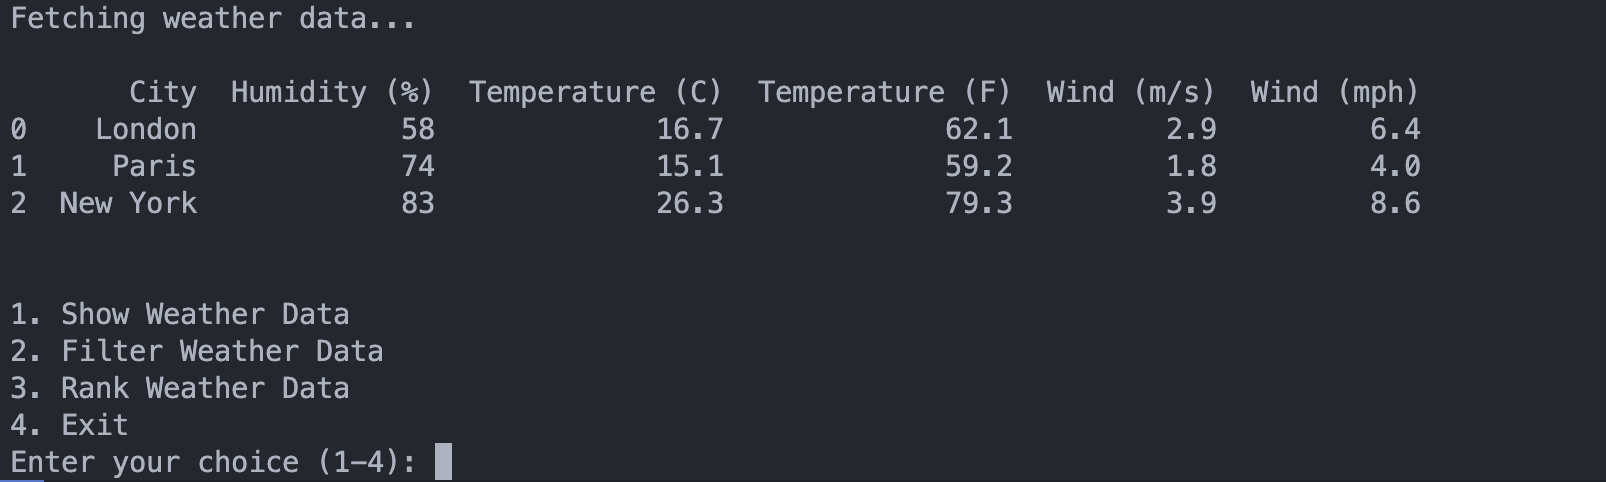 Fetching weather data...
       City  Humidity (%)  Temperature (C)  Temperature (F)  Wind (m/s)  Wind (mph)
0    London            58             16.7             62.1         2.9         6.4
1     Paris            74             15.1             59.2         1.8         4.0
2  New York            83             26.3             79.3         3.9         8.6
1. Show Weather Data
2. Filter Weather Data
3. Rank Weather Data
4. Exit
Enter your choice (1-4):